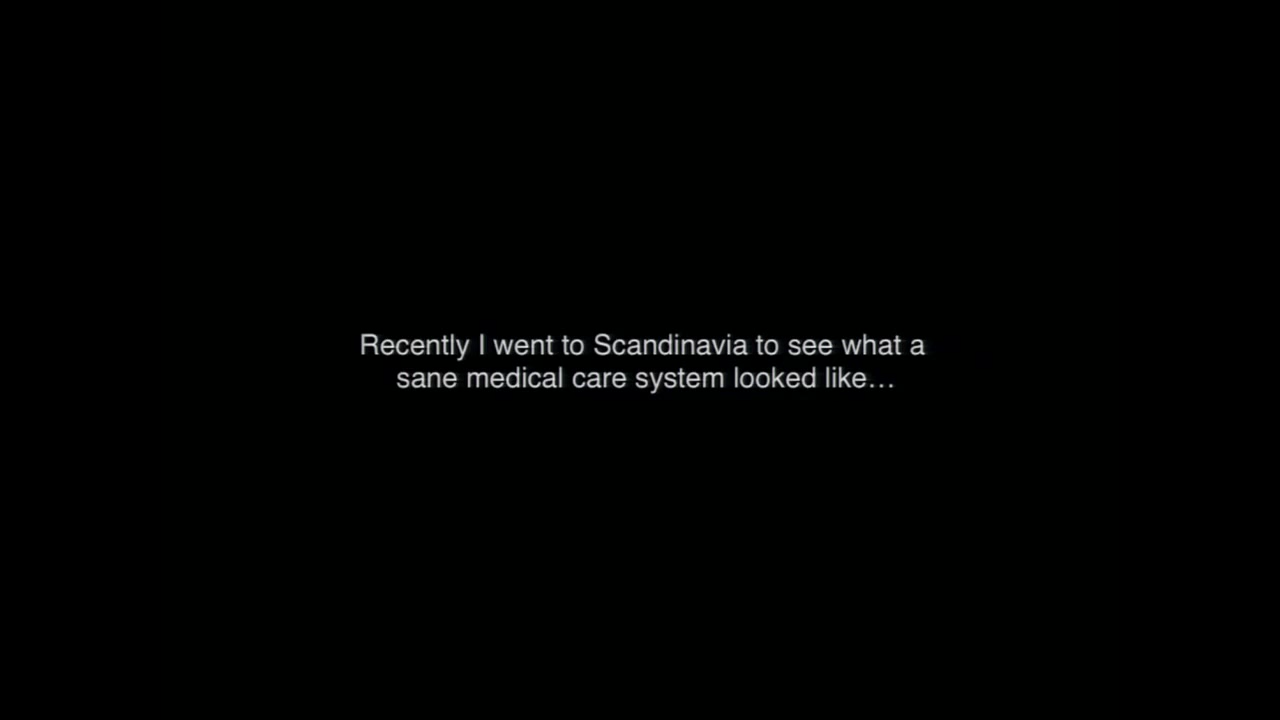 Recently I went to Scandinavia to see what a
sane medical care system looked like…